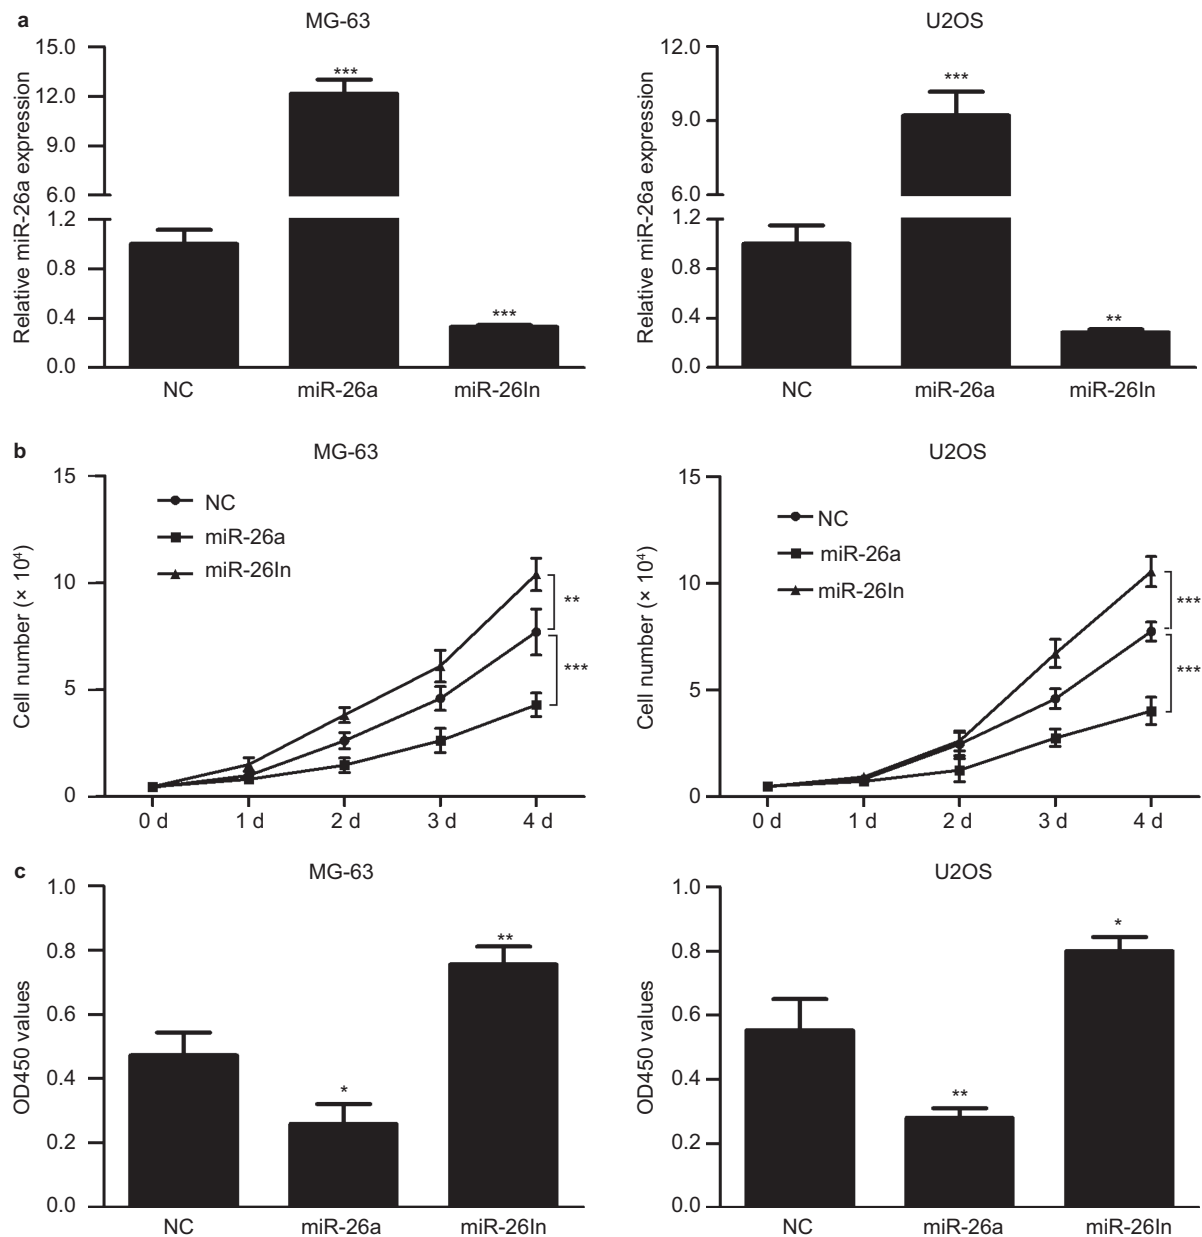 a
MG-63
Relative miR-26a expression
15.0
12.0
9.0
6.0
1.2
0.8
0.4
0.0
***
***
NC
miR-26a
miR-26In
U2OS
Relative miR-26a expression
12.0
9.0
6.0
1.2
0.8
0.4
0.0
***
**
NC
miR-26a
miR-26In
b
MG-63
Cell number (× 10⁴)
15
10
5
0
NC
miR-26a
miR-26In
**
***
0 d
1 d
2 d
3 d
4 d
U2OS
Cell number (× 10⁴)
15
10
5
0
NC
miR-26a
miR-26In
***
***
0 d
1 d
2 d
3 d
4 d
c
MG-63
OD450 values
1.0
0.8
0.6
0.4
0.2
0.0
*
**
NC
miR-26a
miR-26In
U2OS
OD450 values
1.0
0.8
0.6
0.4
0.2
0.0
**
*
NC
miR-26a
miR-26In